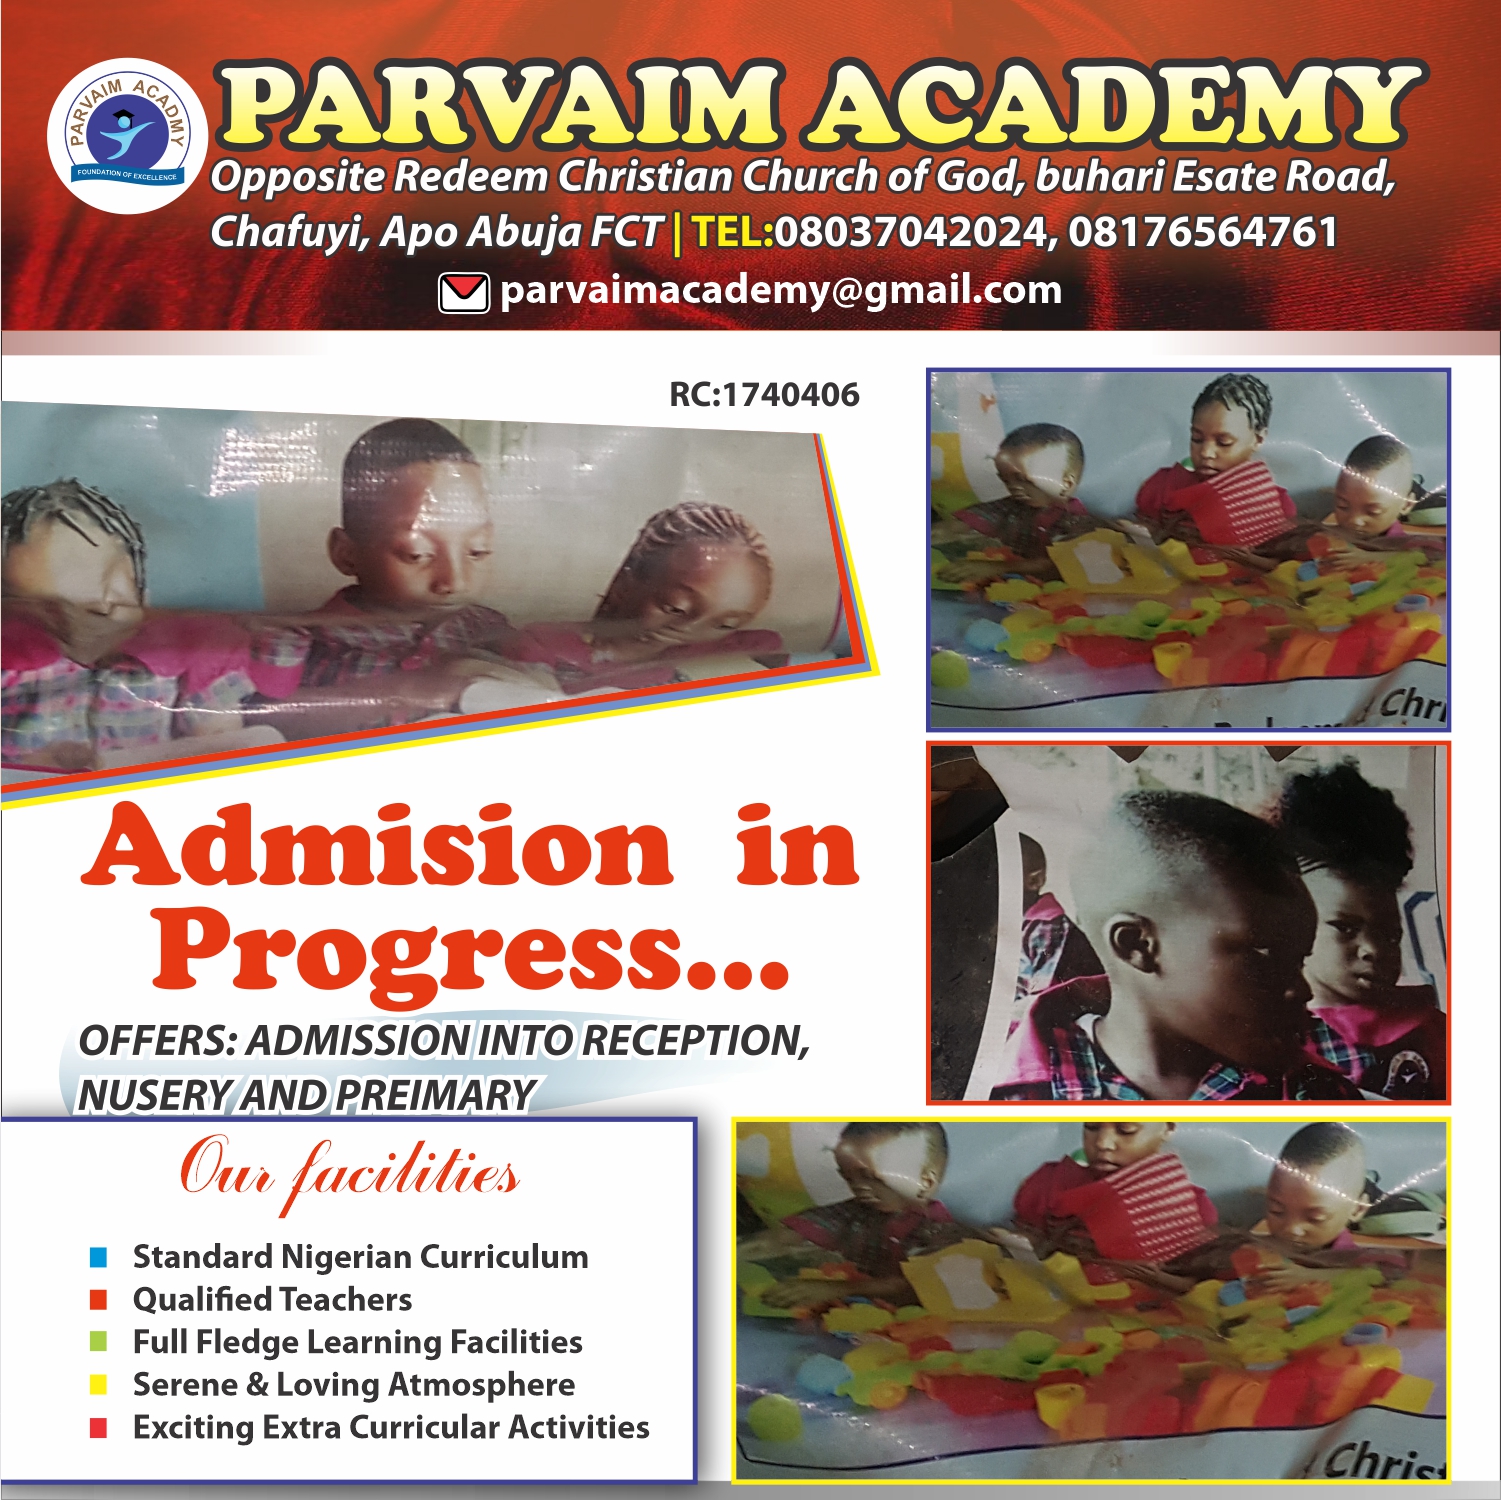 PARVAIM ACADMY
FOUNDATION OF EXCELLENCE
PARVAIM ACADEMY
Opposite Redeem Christian Church of God, buhari Esate Road,
Chafuyi, Apo Abuja FCT | TEL:08037042024, 08176564761
parvaimacademy@gmail.com
RC:1740406
Chri
Admision in
Progress...
OFFERS: ADMISSION INTO RECEPTION,
NUSERY AND PREIMARY
Our facilities
Standard Nigerian Curriculum
Qualified Teachers
Full Fledge Learning Facilities
Serene & Loving Atmosphere
Exciting Extra Curricular Activities
Christ